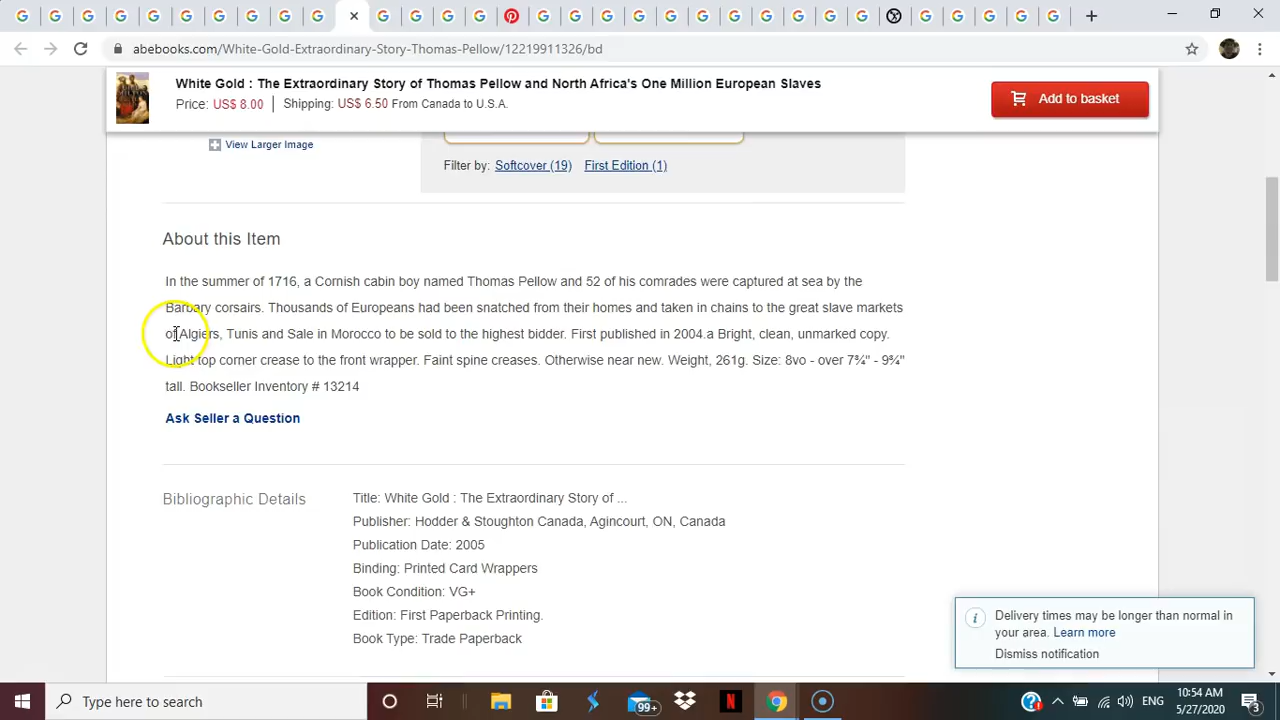 abebooks.com/White-Gold-Extraordinary-Story-Thomas-Pellow/12219911326/bd
White Gold : The Extraordinary Story of Thomas Pellow and North Africa's One Million European Slaves
Price: US$ 8.00 Shipping: US$ 6.50 From Canada to U.S.A.
Add to basket
View Larger Image
Filter by: Softcover (19) First Edition (1)
About this Item
In the summer of 1716, a Cornish cabin boy named Thomas Pellow and 52 of his comrades were captured at sea by the
Barbary corsairs. Thousands of Europeans had been snatched from their homes and taken in chains to the great slave markets
of Algiers, Tunis and Sale in Morocco to be sold to the highest bidder. First published in 2004.a Bright, clean, unmarked copy.
Light top corner crease to the front wrapper. Faint spine creases. Otherwise near new. Weight, 261g. Size: 8vo - over 7¾" - 9¾"
tall. Bookseller Inventory # 13214
Ask Seller a Question
Bibliographic Details
Title: White Gold : The Extraordinary Story of ...
Publisher: Hodder & Stoughton Canada, Agincourt, ON, Canada
Publication Date: 2005
Binding: Printed Card Wrappers
Book Condition: VG+
Edition: First Paperback Printing.
Book Type: Trade Paperback
Delivery times may be longer than normal in
your area. Learn more
Dismiss notification
Type here to search
99+
N
ENG
10:54 AM
5/27/2020
3